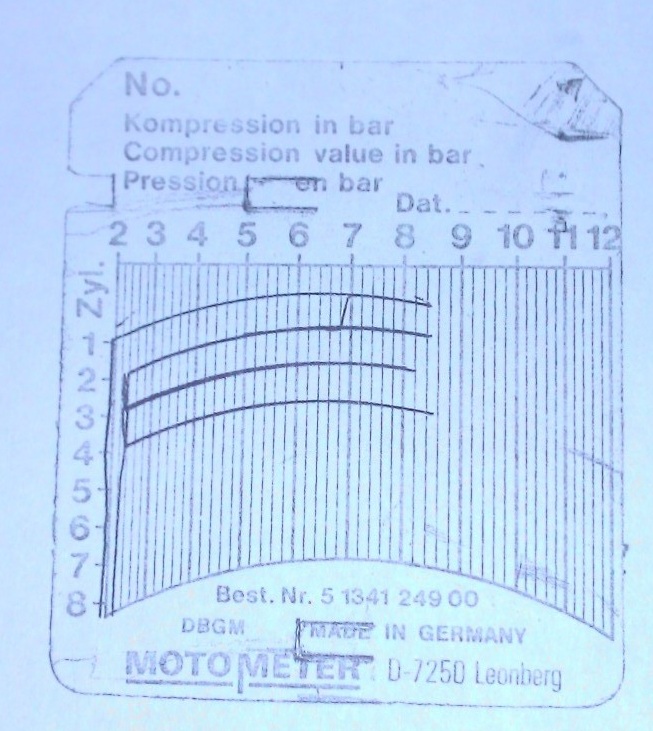 No.
Kompression in bar
Compression value in bar
Pression en bar
Dat.
2 3 4 5 6 7 8 9 10 11 12
Zyl.
1
2
3
4
5
6
7
8
Best. Nr. 5 1341 249 00
DBGM MADE IN GERMANY
MOTO METER D-7250 Leonberg